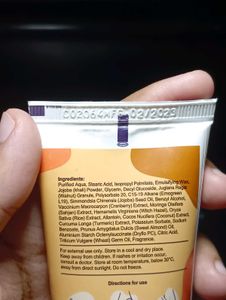 Ingredients:
Purified Aqua, Stearic Acid, Isopropyl Palmitate, Emulsifying Wax,
Jojoba (khali) Powder, Glycerin, Decyl Glucoside, Juglans Regia
(Walnut) Granule, Polysorbate 20, C15-19 Alkane (Emogreen
L19), Simmondsia Chinensis (Jojoba) Seed Oil, Benzyl Alcohol,
Vaccinium Macrocarpon (Cranberry) Extract, Moringa Oleifera
(Sahjan) Extract, Hamamelis Virginiana (Witch Hazel), Oryza
Sativa (Rice) Extract, Allantoin, Cocos Nucifera (Coconut) Extract,
Curcuma Longa (Turmeric) Extract, Potassium Sorbate, Sodium
Benzoate, Prunus Amygdalus Dulcis (Sweet Almond) Oil,
Aluminium Starch Octenylsuccinate (Dryflo PC), Citric Acid,
Triticum Vulgare (Wheat) Germ Oil, Fragrance.
For external use only. Store in a cool and dry place.
Keep away from children. If rashes or irritation occur,
consult a doctor. Store at room temperature, below 30°C,
away from direct sunlight. Do not freeze.
Directions for use: